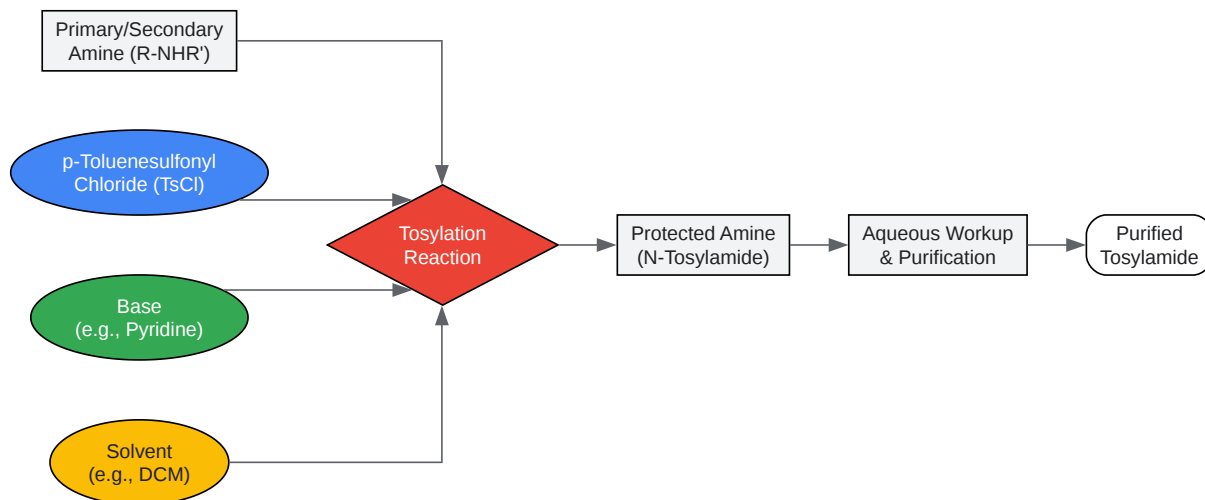 Primary/Secondary
Amine (R-NHR')
p-Toluenesulfonyl
Chloride (TsCl)
Tosylation
Reaction
Protected Amine
(N-Tosylamide)
Aqueous Workup
& Purification
Purified
Tosylamide
Base
(e.g., Pyridine)
Solvent
(e.g., DCM)